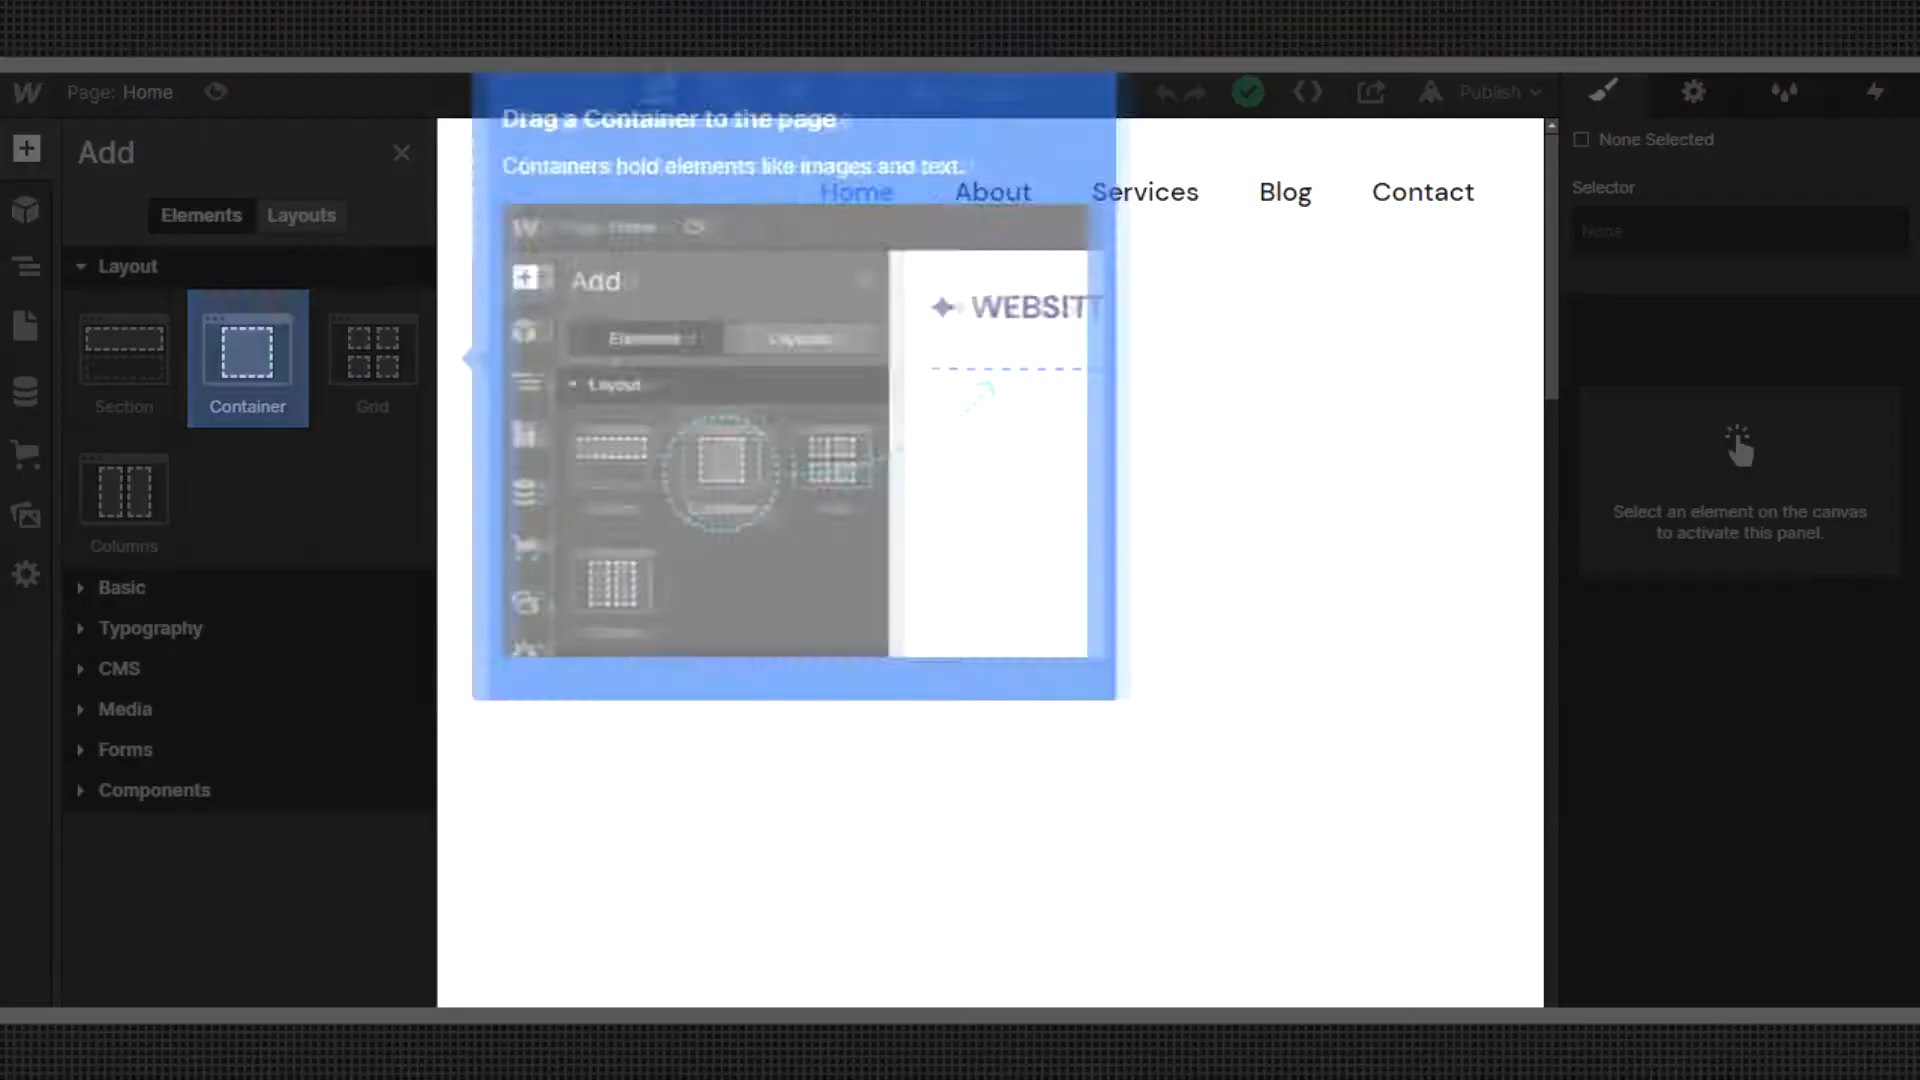 Page: Home
Publish
Drag a Container to the page
Containers hold elements like images and text.
Home
About
Services
Blog
Contact
Add
Elements
Layouts
Layout
Section
Container
Grid
Columns
Basic
Typography
CMS
Media
Forms
Components
Add
Layout
WEBSIT
None Selected
Selector
None
Select an element on the canvas
to activate this panel.